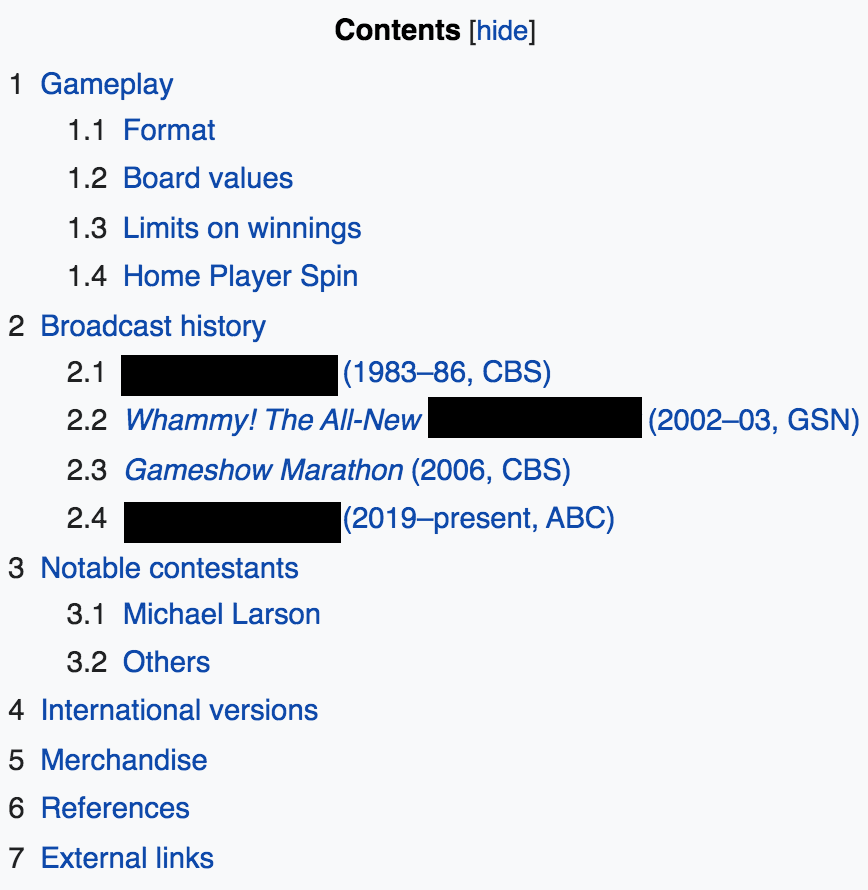 Contents [hide]
1 Gameplay
1.1 Format
1.2 Board values
1.3 Limits on winnings
1.4 Home Player Spin
2 Broadcast history
2.1 (1983–86, CBS)
2.2 Whammy! The All-New (2002–03, GSN)
2.3 Gameshow Marathon (2006, CBS)
2.4 (2019–present, ABC)
3 Notable contestants
3.1 Michael Larson
3.2 Others
4 International versions
5 Merchandise
6 References
7 External links